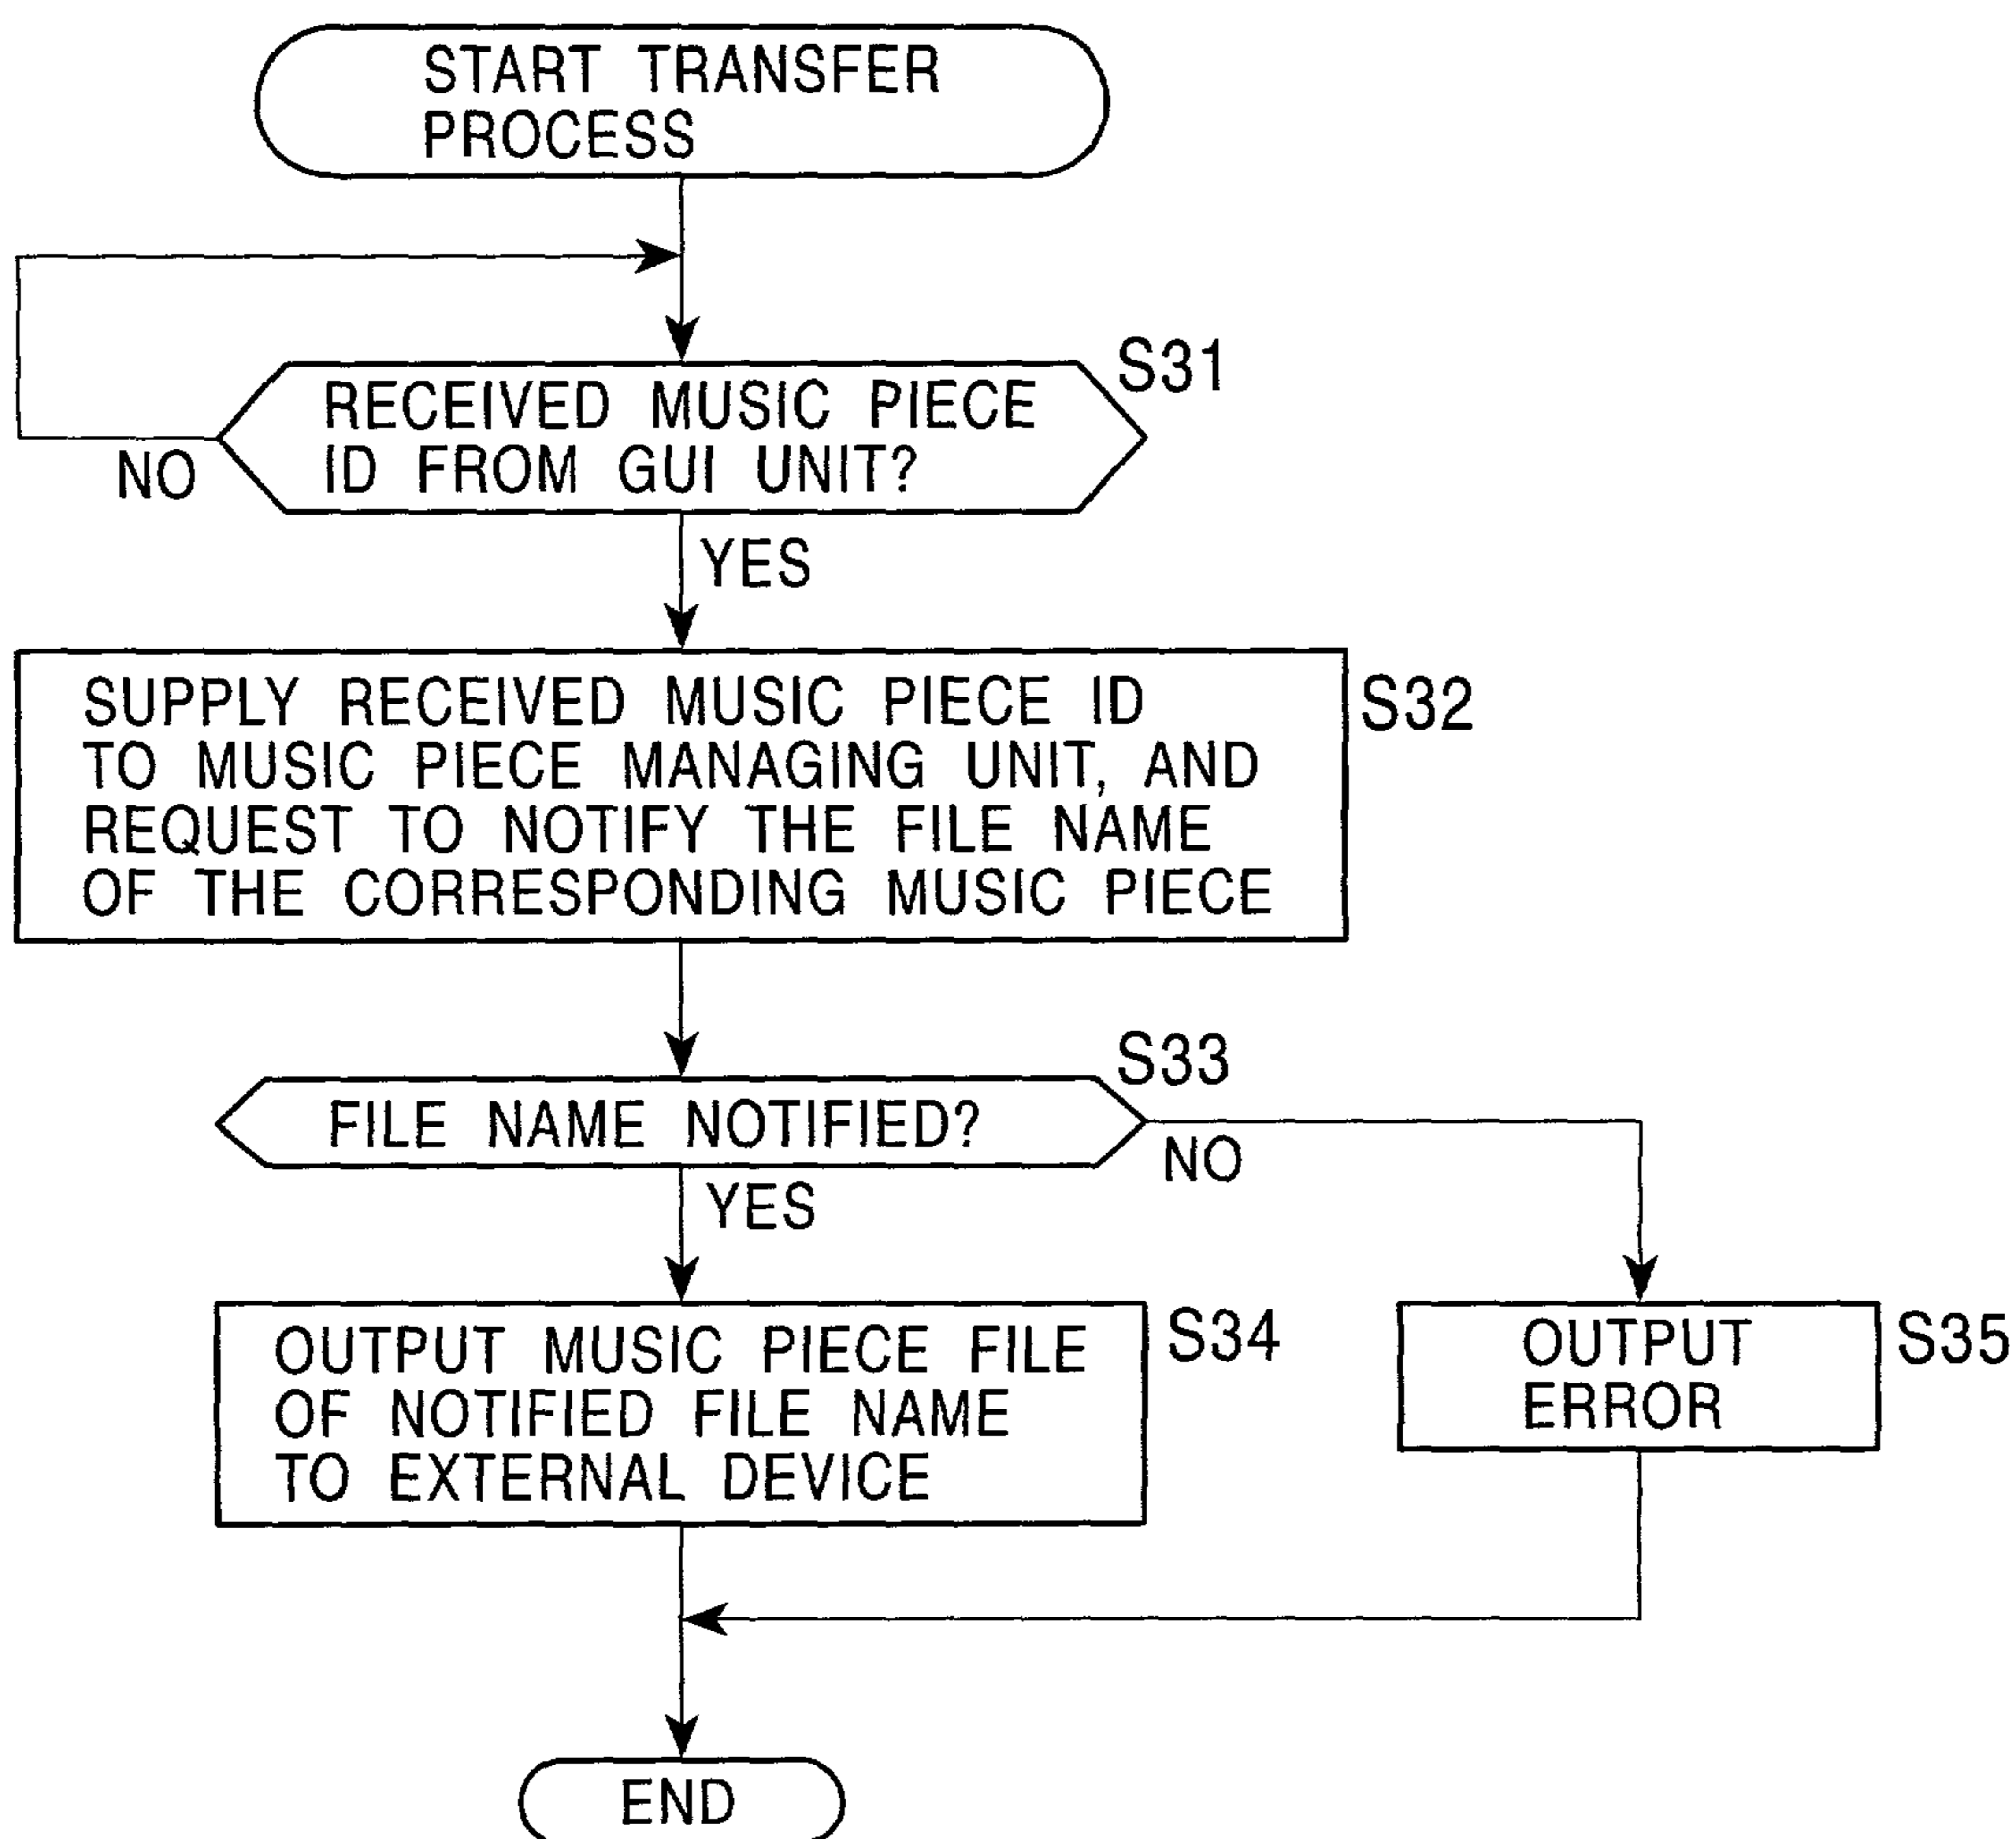 START TRANSFER
PROCESS
S31
RECEIVED MUSIC PIECE
ID FROM GUI UNIT?
NO
YES
S32
SUPPLY RECEIVED MUSIC PIECE ID
TO MUSIC PIECE MANAGING UNIT, AND
REQUEST TO NOTIFY THE FILE NAME
OF THE CORRESPONDING MUSIC PIECE
S33
FILE NAME NOTIFIED?
NO
YES
S34
OUTPUT MUSIC PIECE FILE
OF NOTIFIED FILE NAME
TO EXTERNAL DEVICE
S35
OUTPUT
ERROR
END